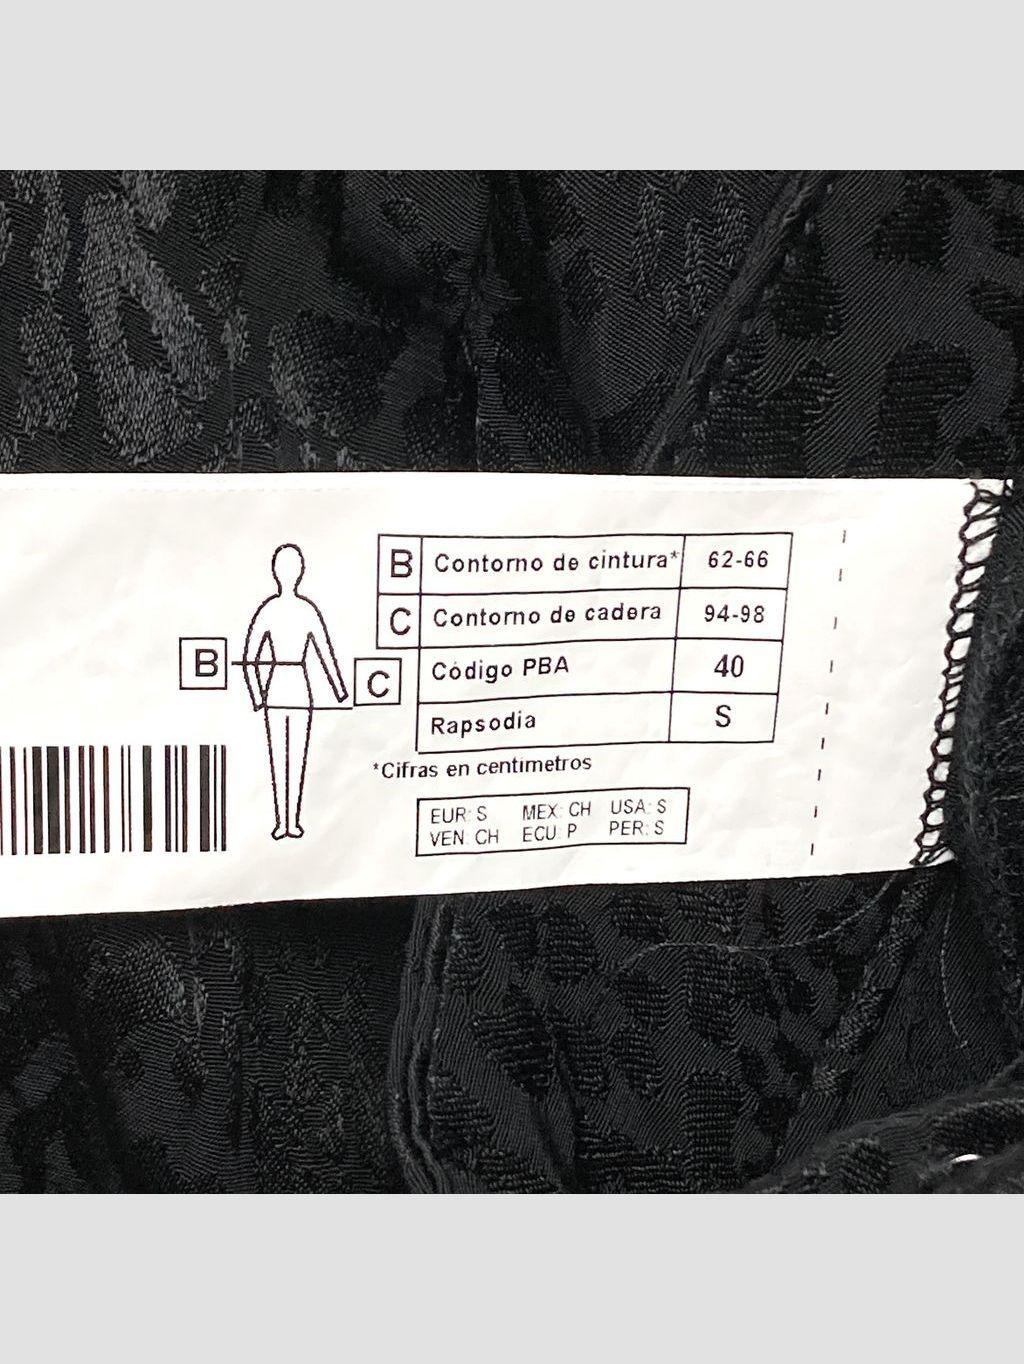 B Contorno de cintura* 62-66
C Contorno de cadera 94-98
Código PBA 40
Rapsodia S
B
C
*Cifras en centimetros
EUR: S MEX: CH USA: S
VEN: CH ECU: P PER: S